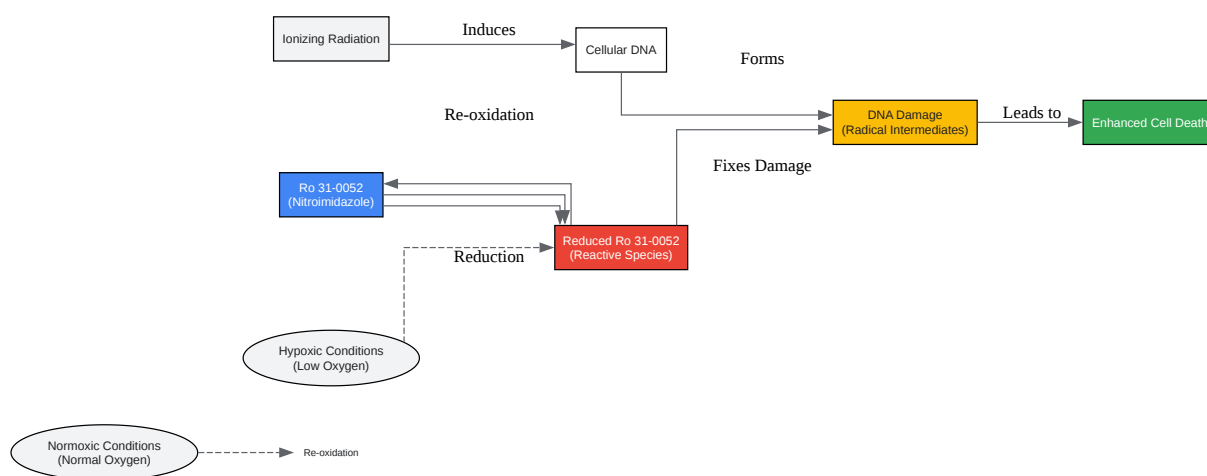 Ionizing Radiation
Induces
Cellular DNA
Forms
Re-oxidation
DNA Damage
(Radical Intermediates)
Leads to
Enhanced Cell Death
Fixes Damage
Ro 31-0052
(Nitroimidazole)
Reduced Ro 31-0052
(Reactive Species)
Reduction
Hypoxic Conditions
(Low Oxygen)
Normoxic Conditions
(Normal Oxygen)
Re-oxidation